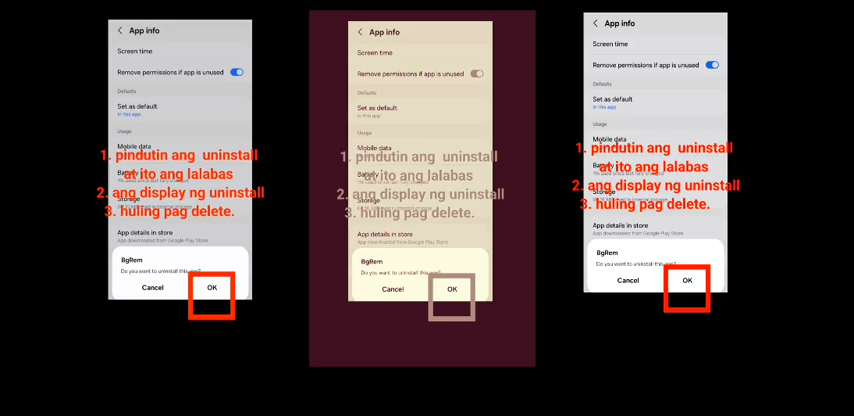 App info
Screen time
Remove permissions if app is unused
Defaults
Set as default
In this app
Usage
Mobile data
1. pindutin ang uninstall
Battery
at ito ang lalabas
2. ang display ng uninstall
Storage
3. huling pag delete.
App details in store
App downloaded from Google Play Store
BgRem
Do you want to uninstall this app?
Cancel
OK
App info
Screen time
Remove permissions if app is unused
Defaults
Set as default
In this app
Usage
Mobile data
1. pindutin ang uninstall
Battery
at ito ang lalabas
2. ang display ng uninstall
Storage
3. huling pag delete.
App details in store
App downloaded from Google Play Store
BgRem
Do you want to uninstall this app?
Cancel
OK
App info
Screen time
Remove permissions if app is unused
Defaults
Set as default
In this app
Usage
Mobile data
1. pindutin ang uninstall
Battery
at ito ang lalabas
2. ang display ng uninstall
Storage
3. huling pag delete.
App details in store
App downloaded from Google Play Store
BgRem
Do you want to uninstall this app?
Cancel
OK